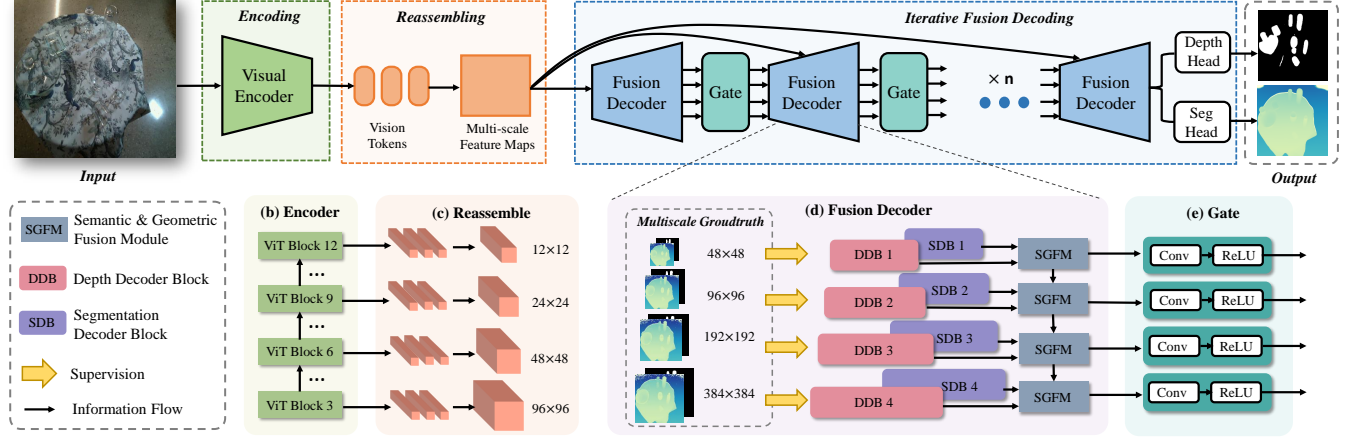 Encoding
Reassembling
Iterative Fusion Decoding
Visual
Encoder
Vision
Tokens
Multi-scale
Feature Maps
Fusion
Decoder
Gate
Fusion
Decoder
Gate
× n
Fusion
Decoder
Depth
Head
Seg
Head
Input
Output
SGFM
Semantic & Geometric
Fusion Module
DDB
Depth Decoder Block
SDB
Segmentation
Decoder Block
Supervision
Information Flow
(b) Encoder
ViT Block 12
...
ViT Block 9
...
ViT Block 6
...
ViT Block 3
(c) Reassemble
12×12
24×24
48×48
96×96
Multiscale Groudtruth
48×48
96×96
192×192
384×384
(d) Fusion Decoder
DDB 1
SDB 1
SGFM
DDB 2
SDB 2
SGFM
DDB 3
SDB 3
SGFM
DDB 4
SDB 4
SGFM
(e) Gate
Conv
ReLU
Conv
ReLU
Conv
ReLU
Conv
ReLU